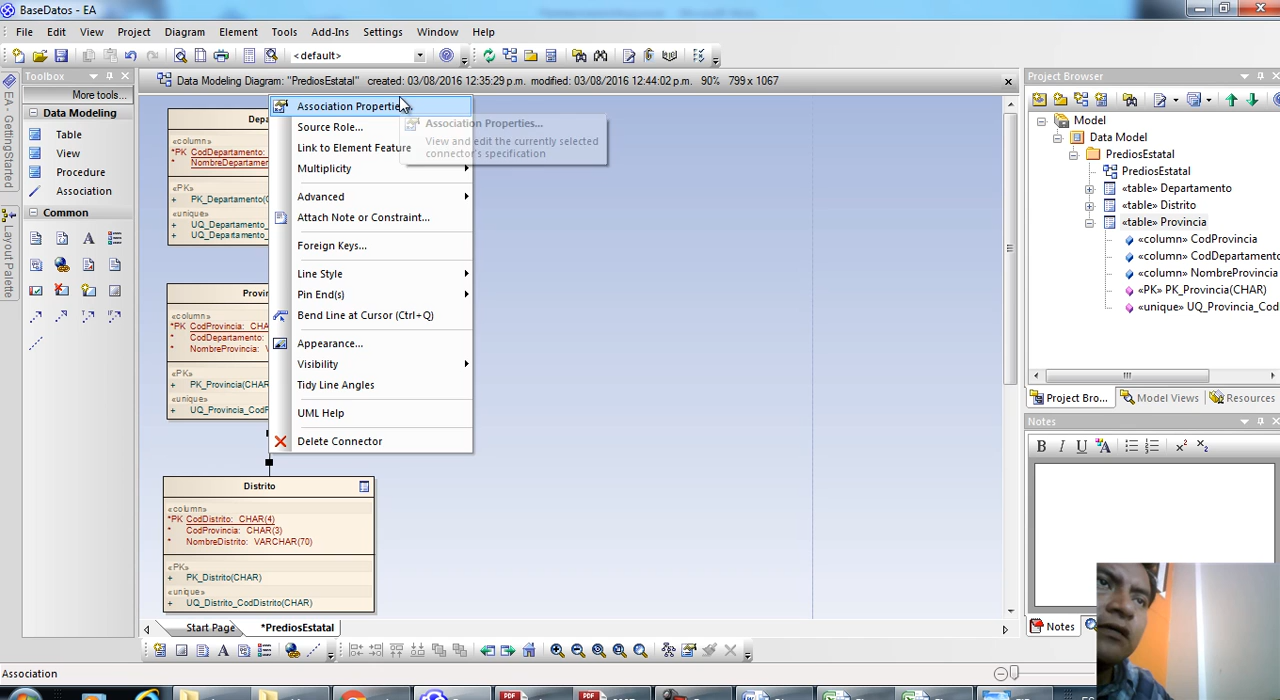 BaseDatos - EA
File Edit View Project Diagram Element Tools Add-Ins Settings Window Help
<default>
Toolbox
More tools...
Data Modeling
Table
View
Procedure
Association
Common
EA - GettingStarted
Layout Palette
Data Modeling Diagram: "PrediosEstatal" created: 03/08/2016 12:35:29 p.m. modified: 03/08/2016 12:44:02 p.m. 90% 799 x 1067
«column»
*PK CodDepartamento:
NombreDepartamen
«PK»
+ PK_Departamento(C
«unique»
+ UQ_Departamento_
+ UQ_Departamento_
Provin
«column»
*PK CodProvincia: CHA
* CodDepartamento:
* NombreProvincia: V
«PK»
+ PK_Provincia(CHAR
«unique»
+ UQ_Provincia_CodP
Distrito
«column»
*PK CodDistrito: CHAR(4)
* CodProvincia: CHAR(3)
* NombreDistrito: VARCHAR(70)
«PK»
+ PK_Distrito(CHAR)
«unique»
+ UQ_Distrito_CodDistrito(CHAR)
Association Properties...
Source Role...
Link to Element Feature
Multiplicity
Advanced
Attach Note or Constraint...
Foreign Keys...
Line Style
Pin End(s)
Bend Line at Cursor (Ctrl+Q)
Appearance...
Visibility
Tidy Line Angles
UML Help
Delete Connector
Association Properties...
View and edit the currently selected
connector's specification
Start Page
*PrediosEstatal
Project Browser
Model
Data Model
PrediosEstatal
PrediosEstatal
«table» Departamento
«table» Distrito
«table» Provincia
«column» CodProvincia
«column» CodDepartamento
«column» NombreProvincia
«PK» PK_Provincia(CHAR)
«unique» UQ_Provincia_Cod
Project Bro...
Model Views
Resources
Notes
B I U A
Notes
Association